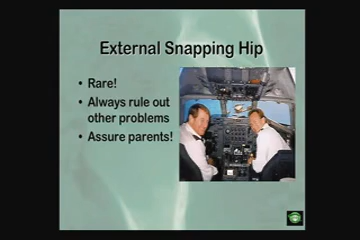 External Snapping Hip
• Rare!
• Always rule out
other problems
• Assure parents!